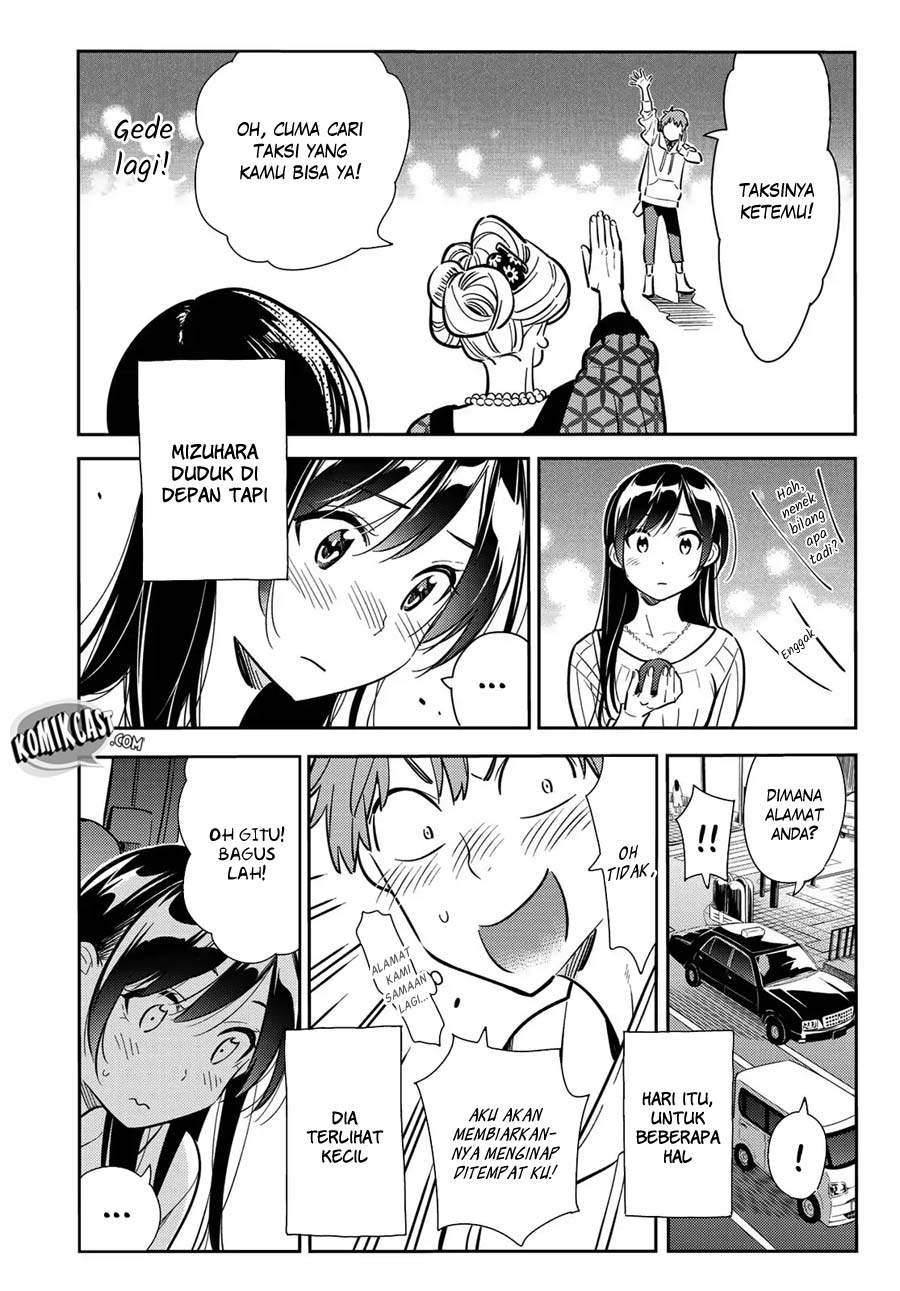 TAKSINYA
KETEMU!
OH, CUMA CARI
TAKSI YANG
KAMU BISA YA!
Gede
lagi!
Hah,
nenek
bilang
apa
tadi?
Enggak
...
MIZUHARA
DUDUK DI
DEPAN TAPI
DIMANA
ALAMAT
ANDA?
!!
!
HARI ITU,
UNTUK
BEBERAPA
HAL
OH
TIDAK,
ALAMAT
KAMI
SAMAAN
LAGI...
AKU AKAN
MEMBIARKAN-
NYA MENGINAP
DITEMPAT KU!
OH GITU!
BAGUS
LAH!
DIA
TERLIHAT
KECIL
...
KOMIKCAST
.COM